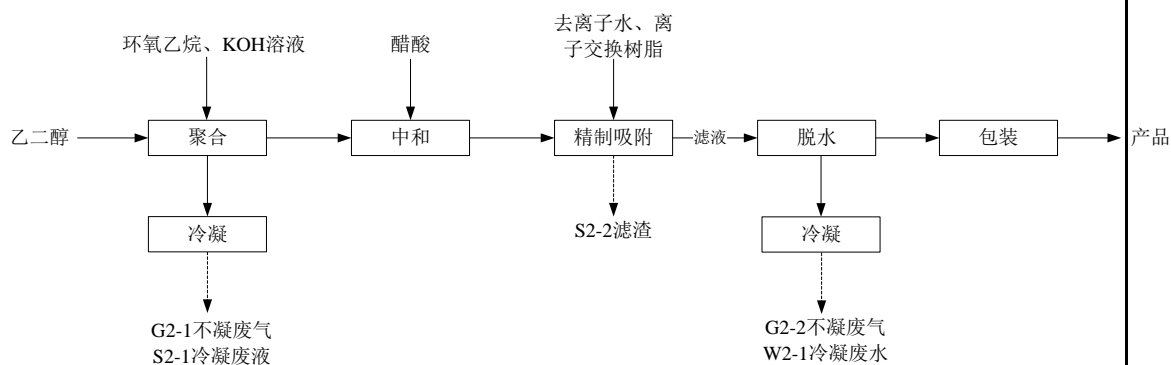 环氧乙烷、KOH溶液
醋酸
去离子水、离
子交换树脂
乙二醇
聚合
中和
精制吸附
滤液
脱水
包装
产品
冷凝
S2-2滤渣
冷凝
G2-1不凝废气
S2-1冷凝废液
G2-2不凝废气
W2-1冷凝废水